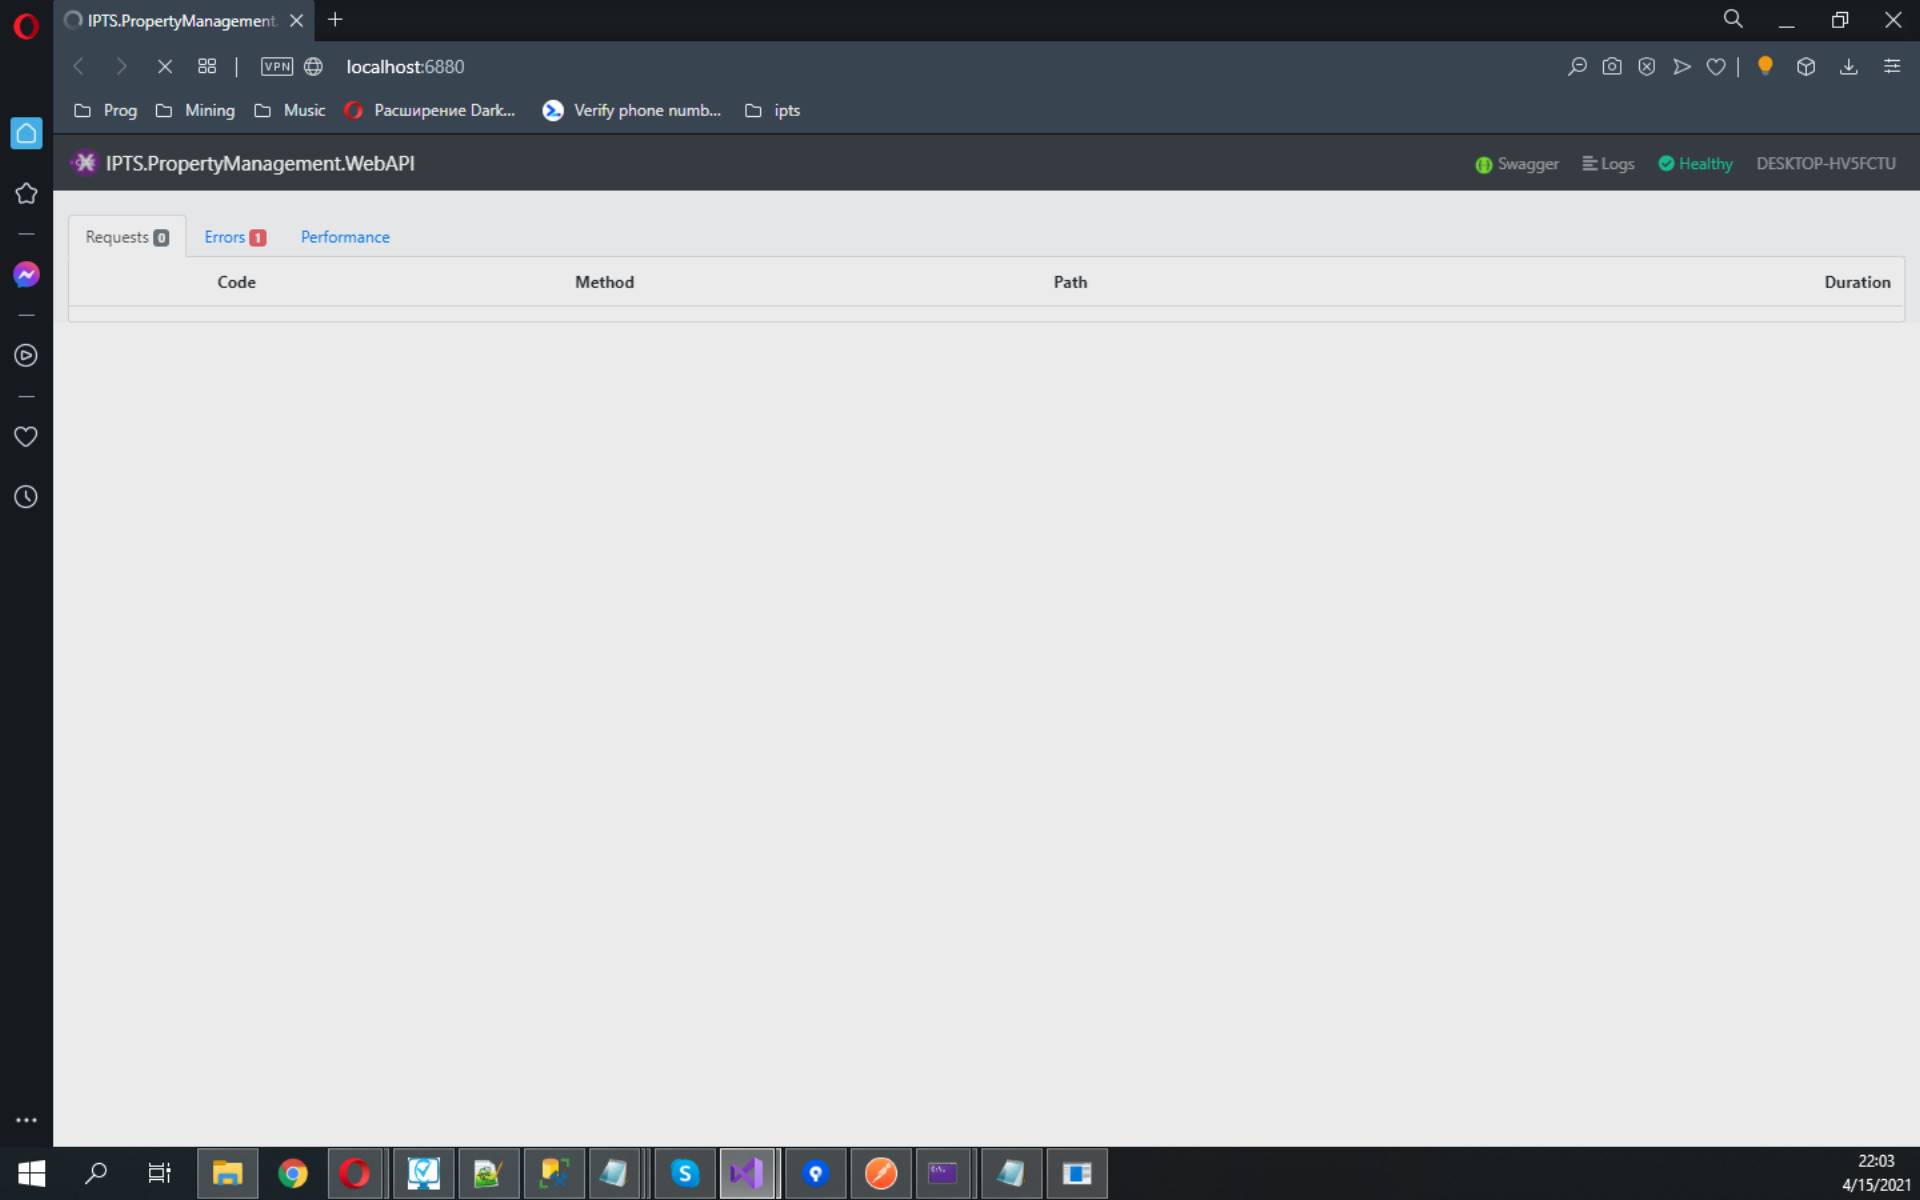 IPTS.PropertyManagement.
VPN localhost:6880
Prog Mining Music Расширение Dark... Verify phone numb... ipts
IPTS.PropertyManagement.WebAPI Swagger Logs Healthy DESKTOP-HV5FCTU
Requests 0 Errors 1 Performance
Code Method Path Duration
22:03
4/15/2021